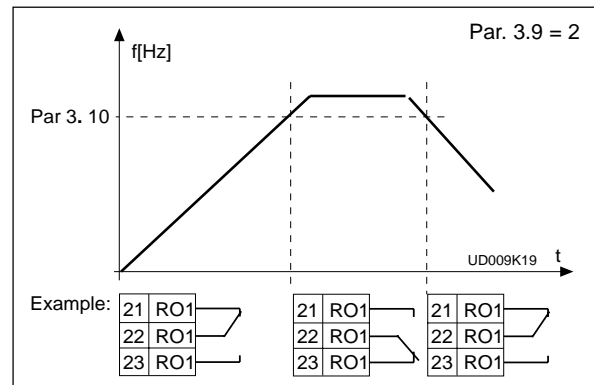 Par. 3.9 = 2
f[Hz]
Par 3. 10
UD009K19
t
Example:
21 RO1
22 RO1
23 RO1
21 RO1
22 RO1
23 RO1
21 RO1
22 RO1
23 RO1